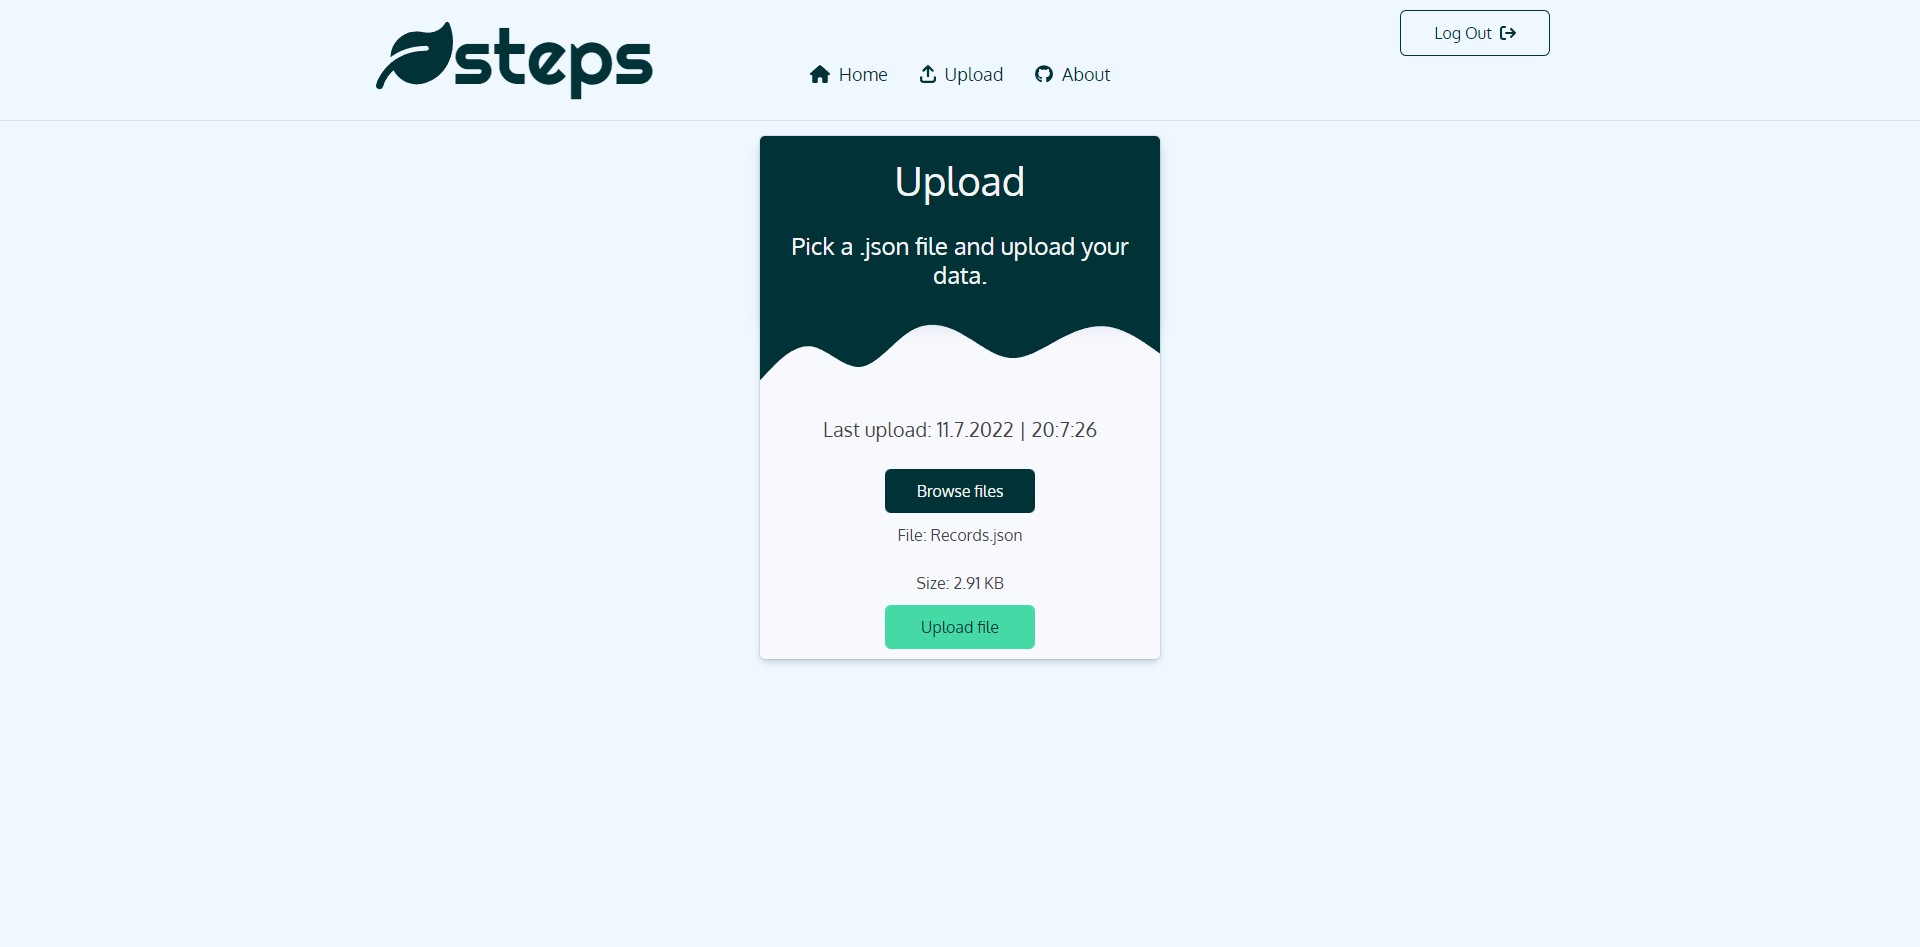 steps
Home
Upload
About
Log Out
Upload
Pick a .json file and upload your
data.
Last upload: 11.7.2022 | 20:7:26
Browse files
File: Records.json
Size: 2.91 KB
Upload file